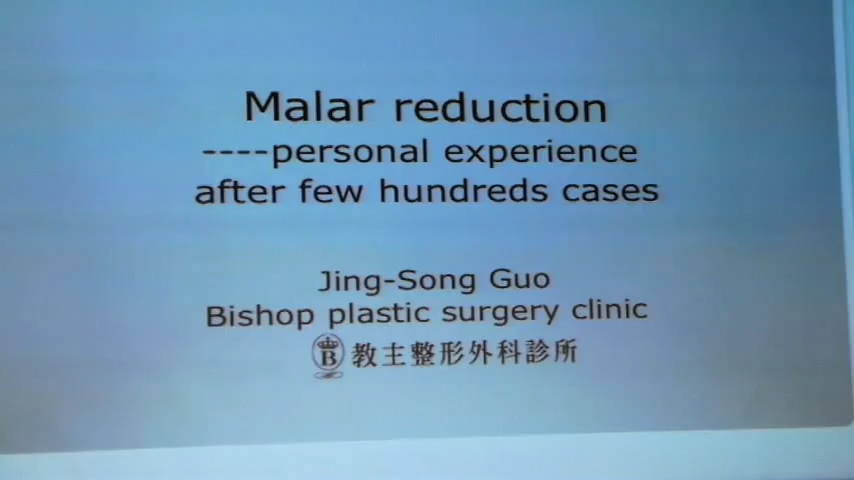 Malar reduction
----personal experience
after few hundreds cases
Jing-Song Guo
Bishop plastic surgery clinic
B 教主整形外科診所